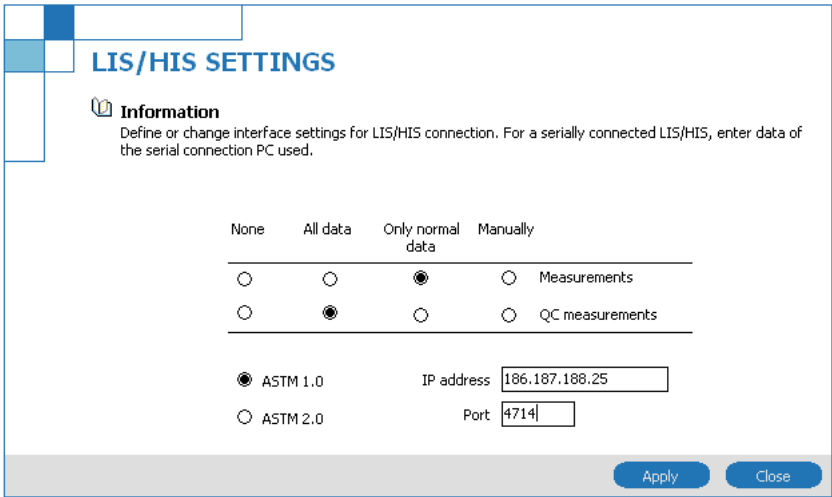 LIS/HIS SETTINGS
Information
Define or change interface settings for LIS/HIS connection. For a serially connected LIS/HIS, enter data of
the serial connection PC used.
None All data Only normal Manually
data
Measurements
QC measurements
ASTM 1.0 IP address 186.187.188.25
ASTM 2.0 Port 4714
Apply Close